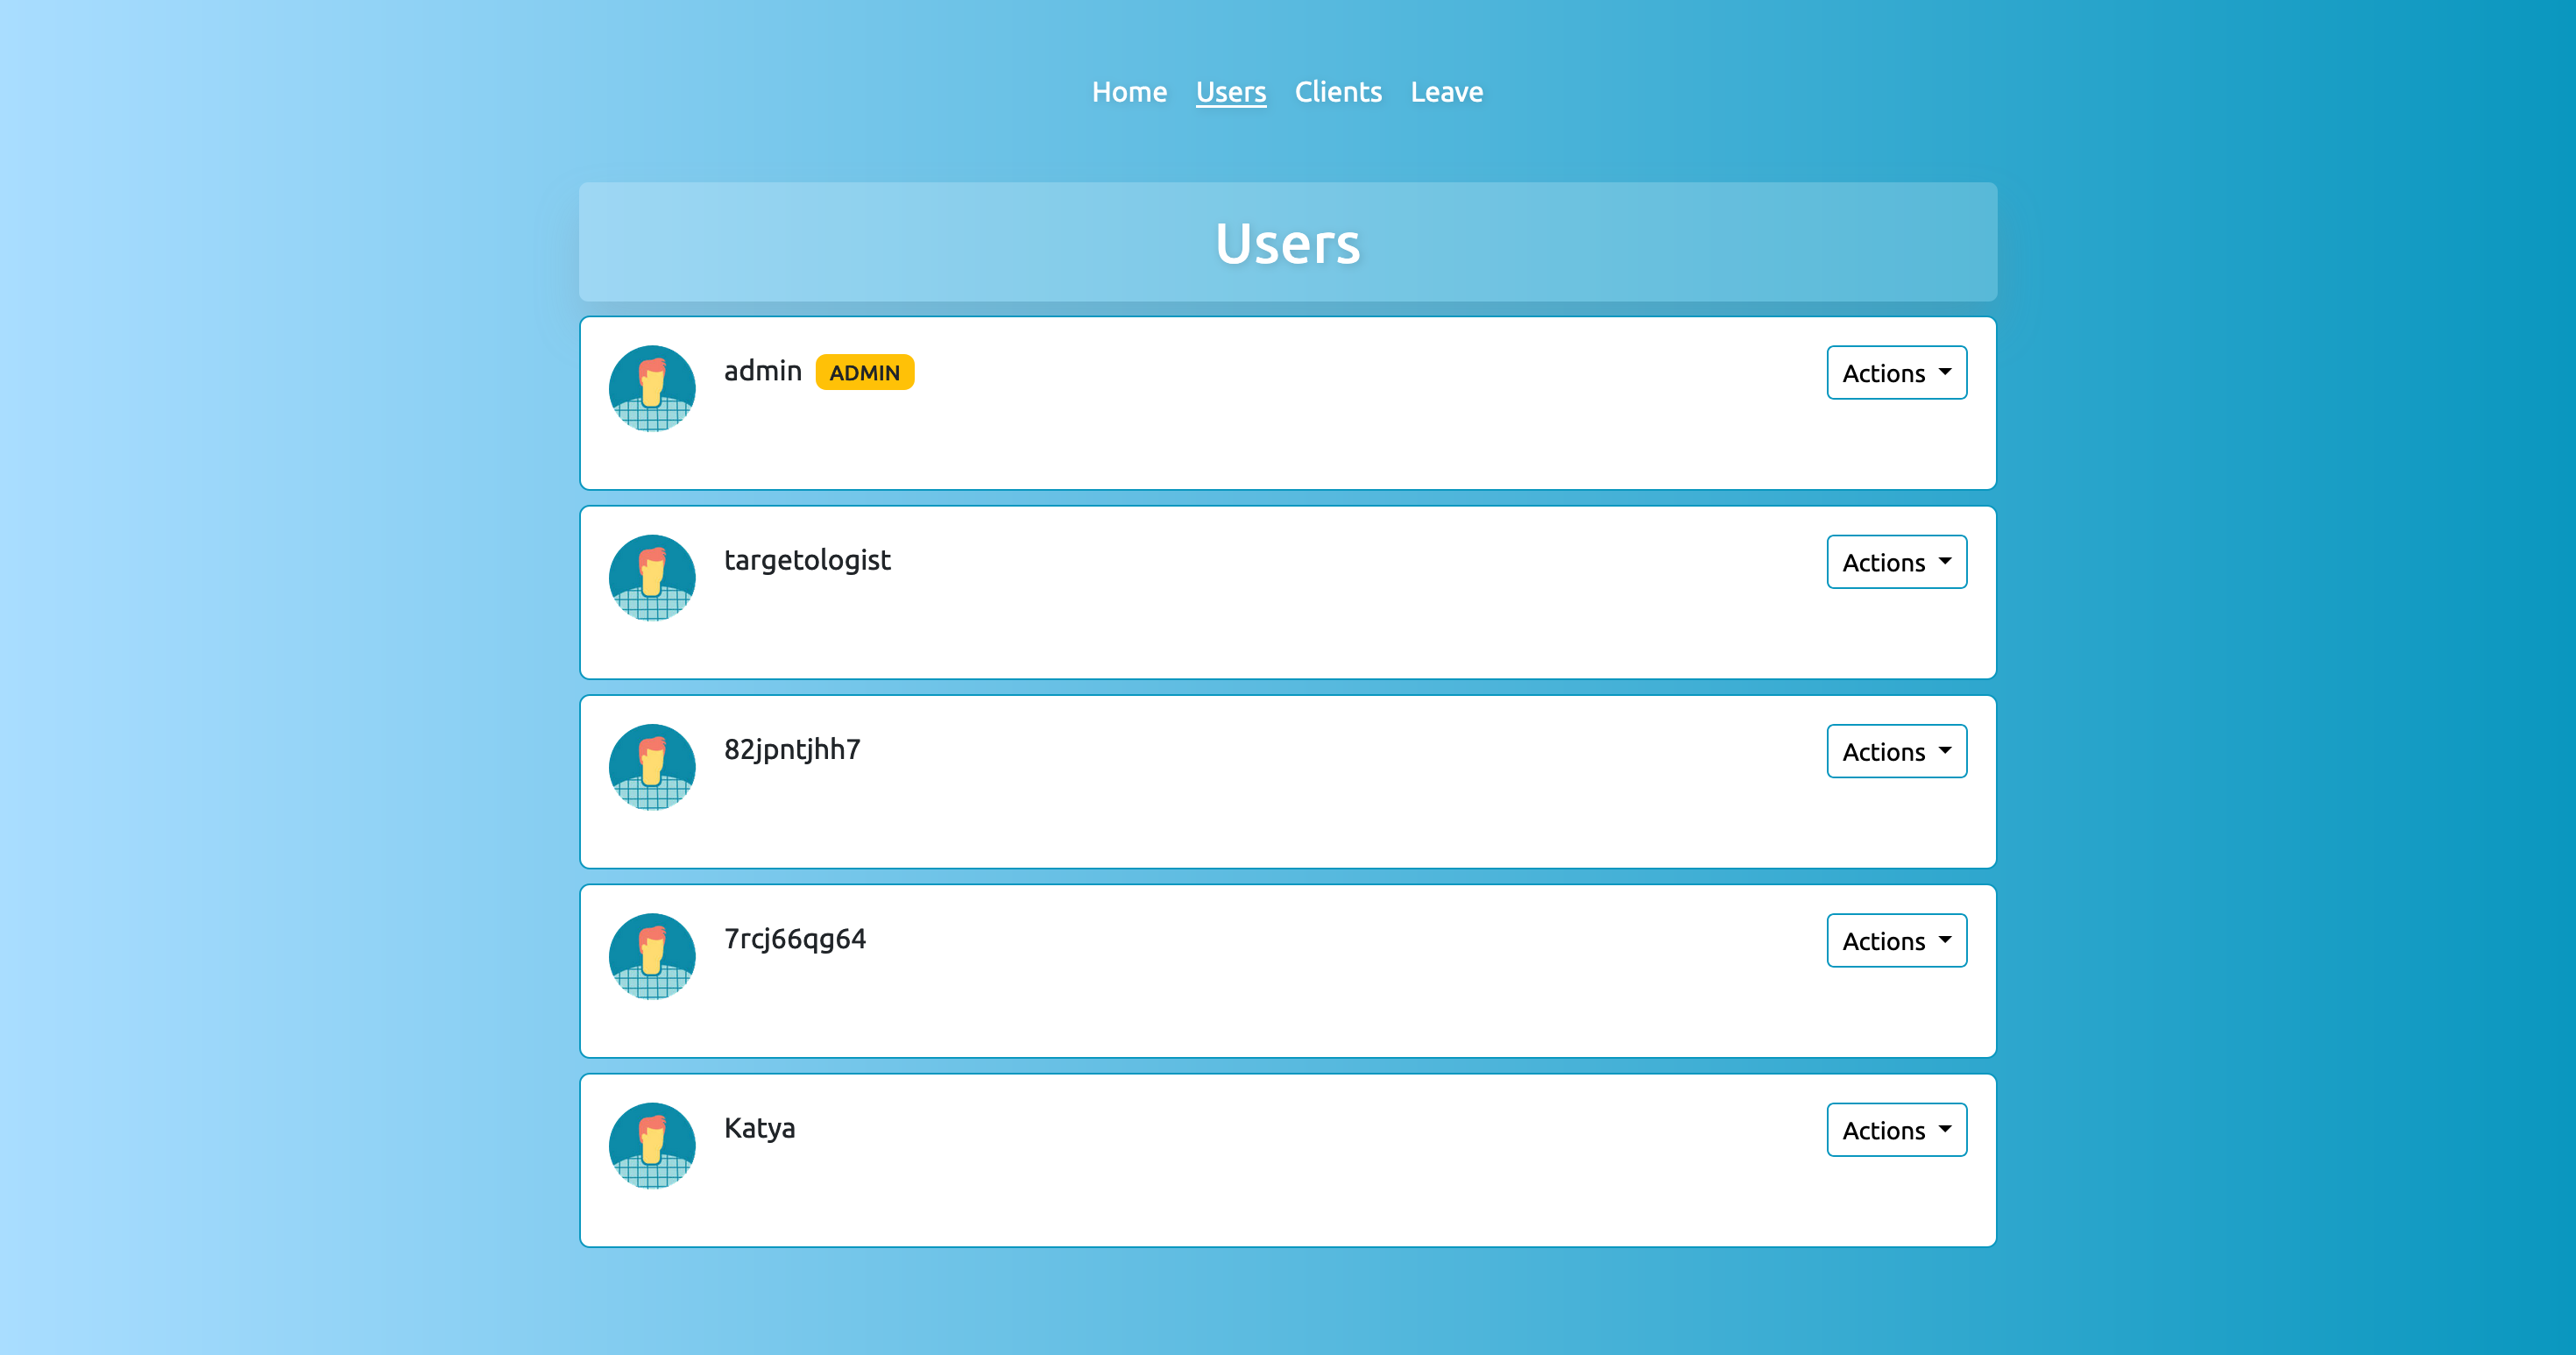 Home Users Clients Leave
Users
admin ADMIN Actions
targetologist Actions
82jpntjhh7 Actions
7rcj66qg64 Actions
Katya Actions